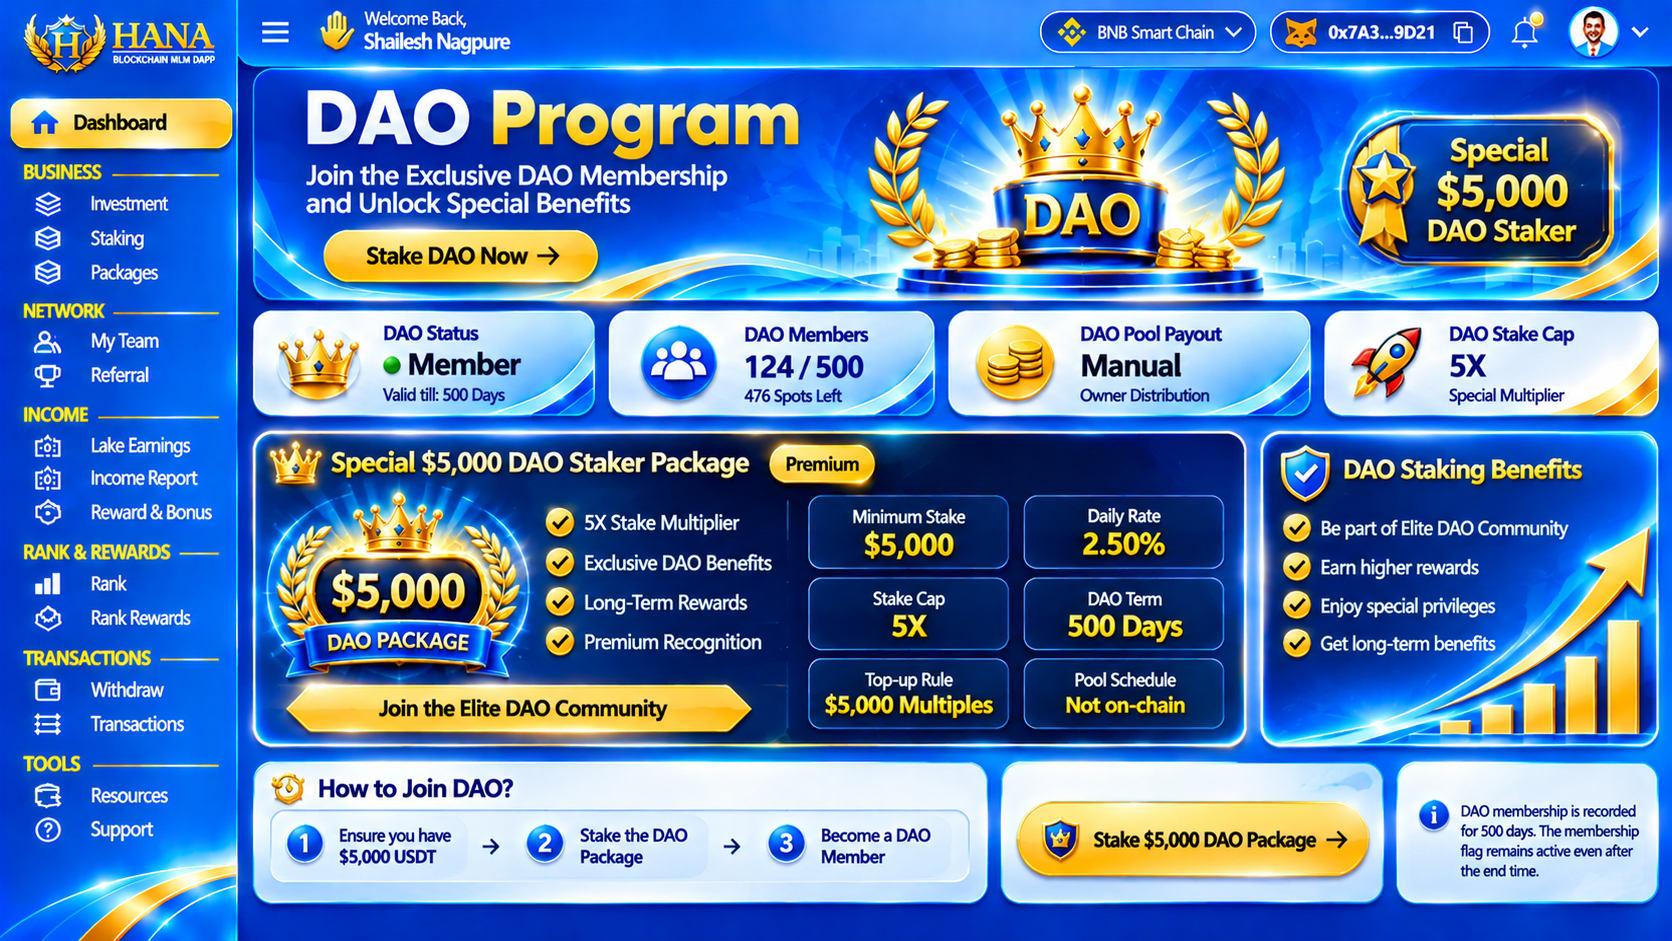 HANA
BLOCKCHAIN MLM DAPP
Welcome Back,
Shailesh Nagpure
BNB Smart Chain
0x7A3...9D21
Dashboard
BUSINESS
Investment
Staking
Packages
NETWORK
My Team
Referral
INCOME
Lake Earnings
Income Report
Reward & Bonus
RANK & REWARDS
Rank
Rank Rewards
TRANSACTIONS
Withdraw
Transactions
TOOLS
Resources
Support
DAO Program
Join the Exclusive DAO Membership
and Unlock Special Benefits
Stake DAO Now →
DAO
Special
$5,000
DAO Staker
DAO Status
Member
Valid till: 500 Days
DAO Members
124 / 500
476 Spots Left
DAO Pool Payout
Manual
Owner Distribution
DAO Stake Cap
5X
Special Multiplier
Special $5,000 DAO Staker Package
Premium
$5,000
DAO PACKAGE
5X Stake Multiplier
Exclusive DAO Benefits
Long-Term Rewards
Premium Recognition
Join the Elite DAO Community
Minimum Stake
$5,000
Daily Rate
2.50%
Stake Cap
5X
DAO Term
500 Days
Top-up Rule
$5,000 Multiples
Pool Schedule
Not on-chain
DAO Staking Benefits
Be part of Elite DAO Community
Earn higher rewards
Enjoy special privileges
Get long-term benefits
How to Join DAO?
1
Ensure you have
$5,000 USDT
→
2
Stake the DAO
Package
→
3
Become a DAO
Member
Stake $5,000 DAO Package →
DAO membership is recorded
for 500 days. The membership
flag remains active even after
the end time.